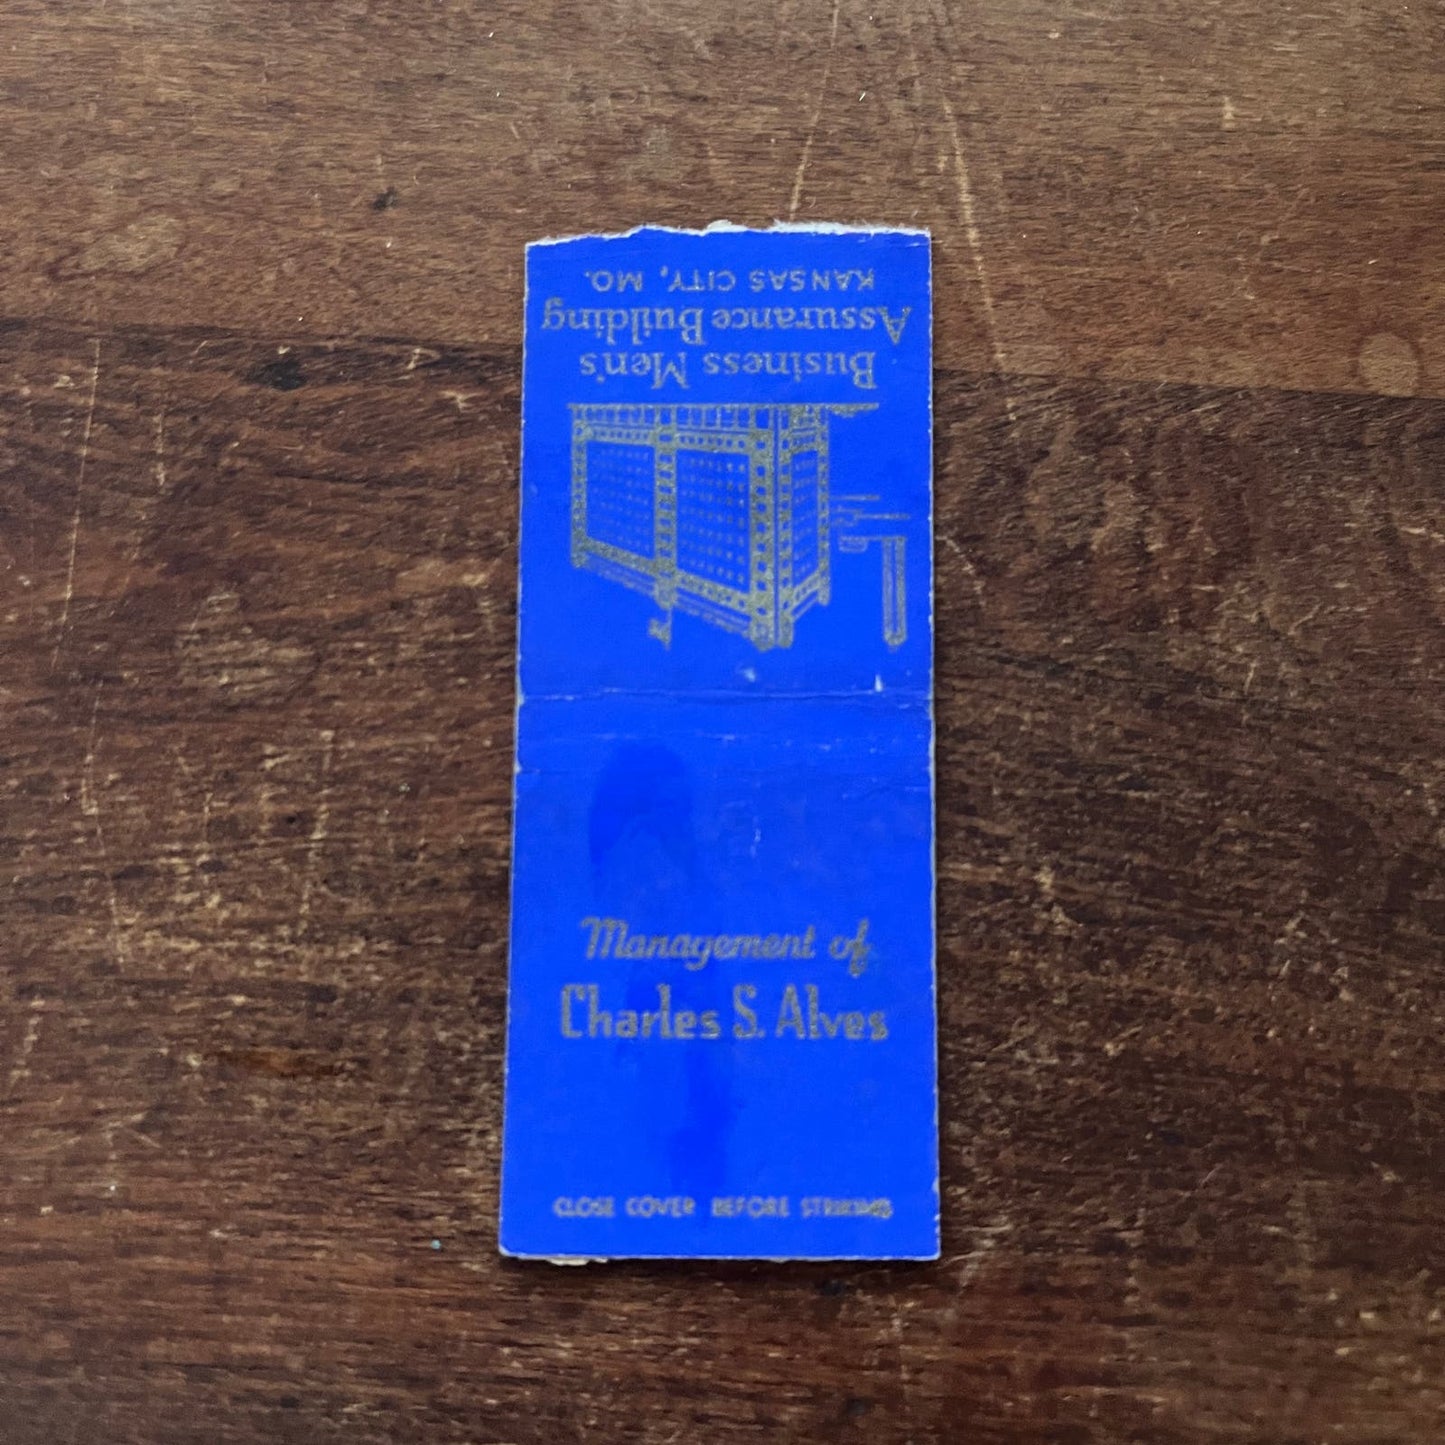 Business Men's
Assurance Building
KANSAS CITY, MO.
Management of
Charles S. Alves
CLOSE COVER BEFORE STRIKING